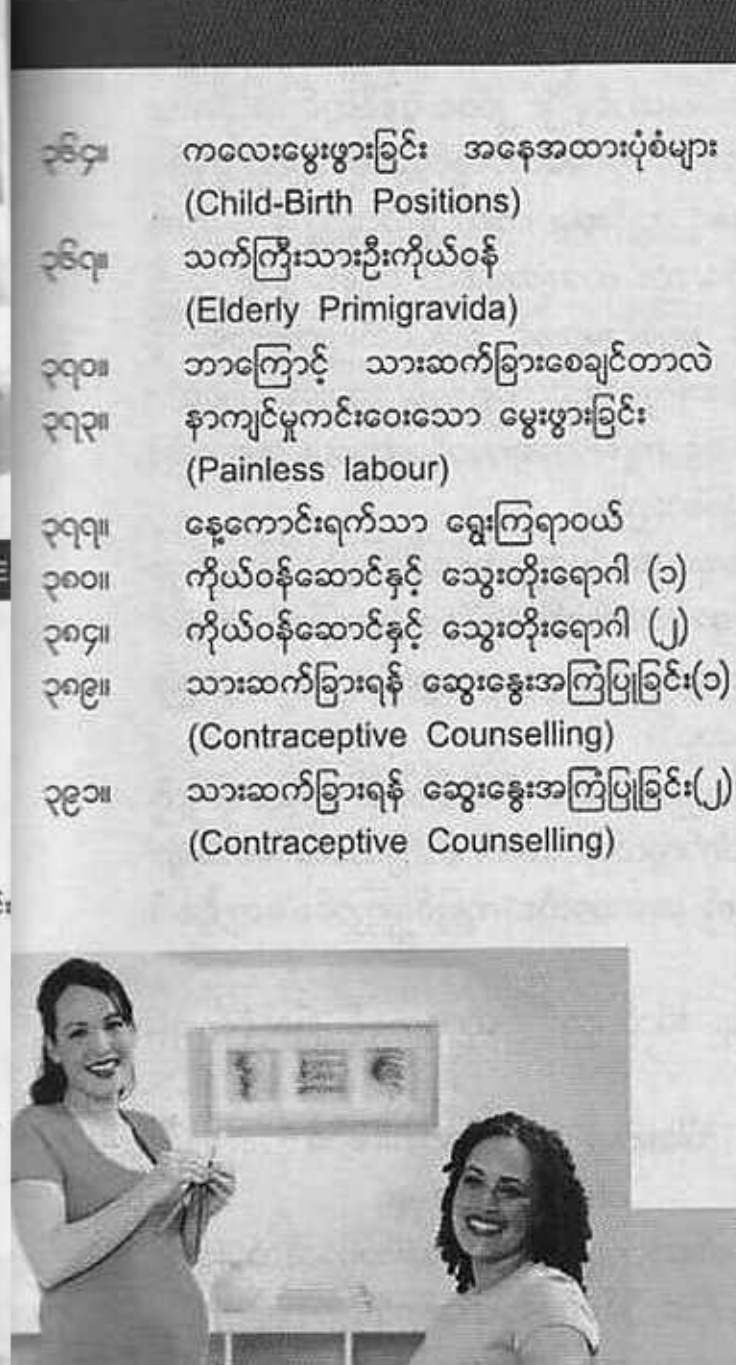 ၃၆၄။ ကလေးမွေးဖွားခြင်း အနေအထားပုံစံများ
(Child-Birth Positions)
၃၆၇။ သက်ကြီးသားဦးကိုယ်ဝန်
(Elderly Primigravida)
၃၇၀။ ဘာကြောင့် သားဆက်ခြားစေချင်တာလဲ
၃၇၃။ နာကျင်မှုကင်းဝေးသော မွေးဖွားခြင်း
(Painless labour)
၃၇၇။ နေ့ကောင်းရက်သာ ရွေးကြရာဝယ်
၃၈၀။ ကိုယ်ဝန်ဆောင်နှင့် သွေးတိုးရောဂါ (၁)
၃၈၄။ ကိုယ်ဝန်ဆောင်နှင့် သွေးတိုးရောဂါ (၂)
၃၈၉။ သားဆက်ခြားရန် ဆွေးနွေးအကြံပြုခြင်း(၁)
(Contraceptive Counselling)
၃၉၁။ သားဆက်ခြားရန် ဆွေးနွေးအကြံပြုခြင်း(၂)
(Contraceptive Counselling)